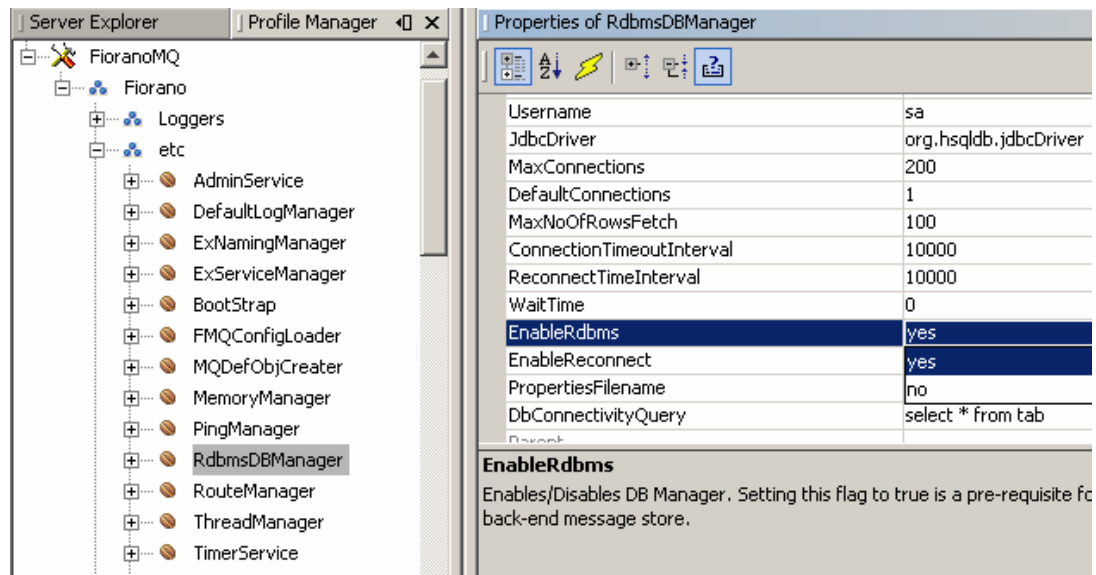 Server Explorer
Profile Manager
FioranoMQ
Fiorano
Loggers
etc
AdminService
DefaultLogManager
ExNamingManager
ExServiceManager
BootStrap
FMQConfigLoader
MQDefObjCreater
MemoryManager
PingManager
RdbmsDBManager
RouteManager
ThreadManager
TimerService
Properties of RdbmsDBManager
Username sa
JdbcDriver org.hsqldb.jdbcDriver
MaxConnections 200
DefaultConnections 1
MaxNoOfRowsFetch 100
ConnectionTimeoutInterval 10000
ReconnectTimeInterval 10000
WaitTime 0
EnableRdbms yes
EnableReconnect yes
PropertiesFilename no
DbConnectivityQuery select * from tab
Parent
EnableRdbms
Enables/Disables DB Manager. Setting this flag to true is a pre-requisite fo
back-end message store.